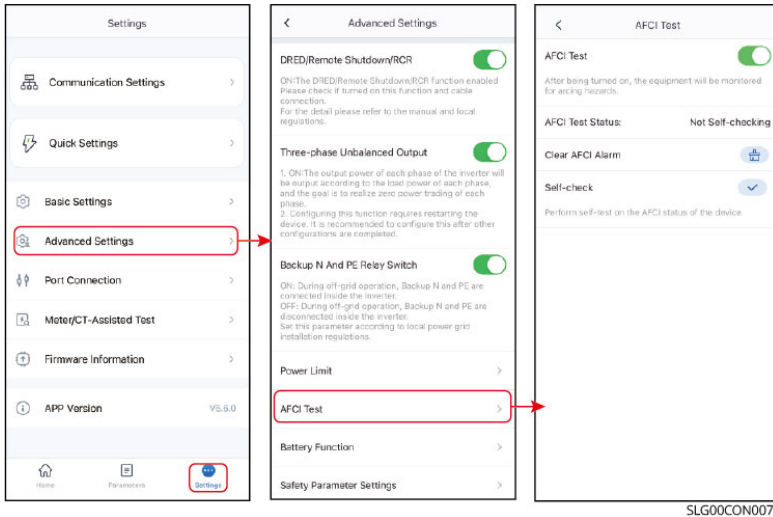 Settings
Communication Settings
Quick Settings
Basic Settings
Advanced Settings
Port Connection
Meter/CT-Assisted Test
Firmware Information
APP Version V5.6.0
Home Parameters Settings
Advanced Settings
DRED/Remote Shutdown/RCR
ON:The DRED/Remote Shutdown/RCR function enabled
Please check if turned on this function and cable
connection.
For the detail please refer to the manual and local
regulations.
Three-phase Unbalanced Output
1. ON:The output power of each phase of the inverter will
be output according to the load power of each phase,
and the goal is to realize zero power trading of each
phase.
2. Configuring this function requires restarting the
device. It is recommended to configure this after other
configurations are completed.
Backup N And PE Relay Switch
ON: During off-grid operation, Backup N and PE are
connected inside the inverter.
OFF: During off-grid operation, Backup N and PE are
disconnected inside the inverter.
Set this parameter according to local power grid
installation regulations.
Power Limit
AFCI Test
Battery Function
Safety Parameter Settings
AFCI Test
AFCI Test
After being turned on, the equipment will be monitored
for arcing hazards.
AFCI Test Status: Not Self-checking
Clear AFCI Alarm
Self-check
Perform self-test on the AFCI status of the device.
SLG00CON007